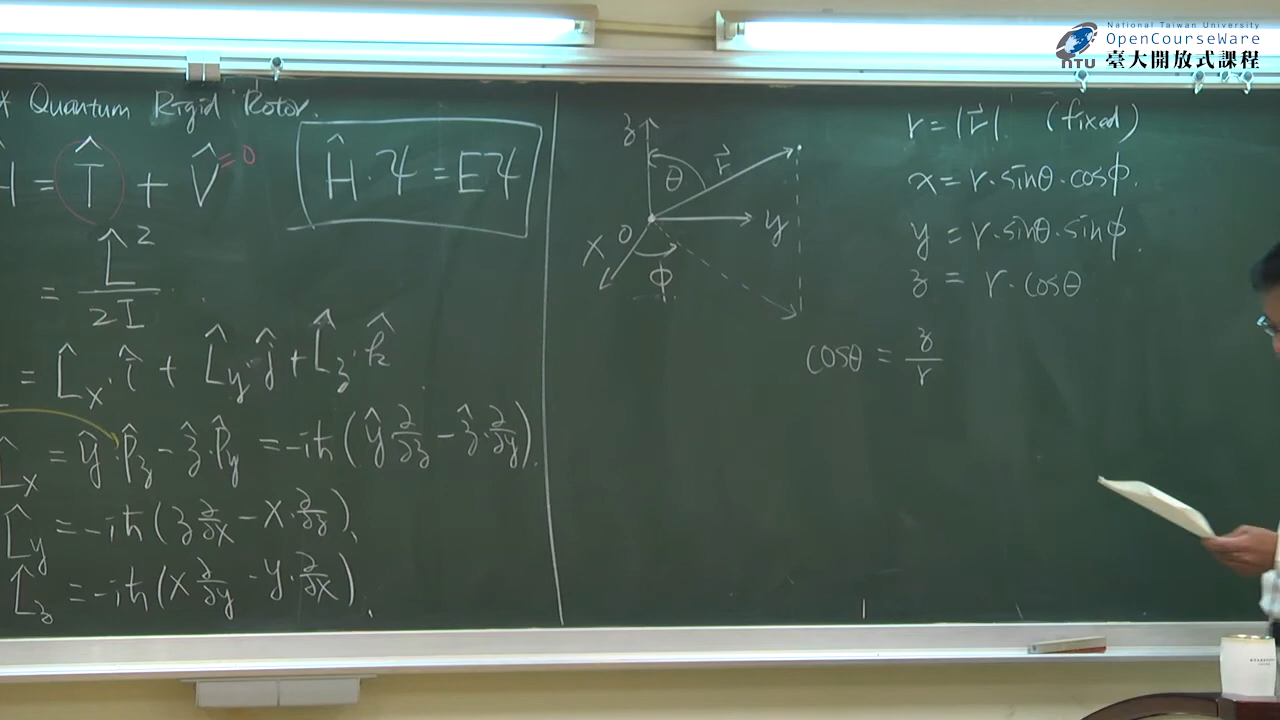 National Taiwan University
OpenCourseWare
NTU 臺大開放式課程
* Quantum Rigid Rotor.
Ĥ = T̂ + V̂ = 0
Ĥ·Ψ = EΨ
= L̂² / 2I
= L̂x·î + L̂y·ĵ + L̂z·k̂
L̂x = ŷ·p̂z - ẑ·p̂y = -iħ(ŷ ∂/∂z - ẑ·∂/∂y).
L̂y = -iħ(z ∂/∂x - x·∂/∂z).
L̂z = -iħ(x ∂/∂y - y·∂/∂x).
z
θ
r⃗
y
O
x
ϕ
r = |r⃗|. (fixed)
x = r·sinθ·cosϕ.
y = r·sinθ·sinϕ.
z = r·cosθ
cosθ = z/r